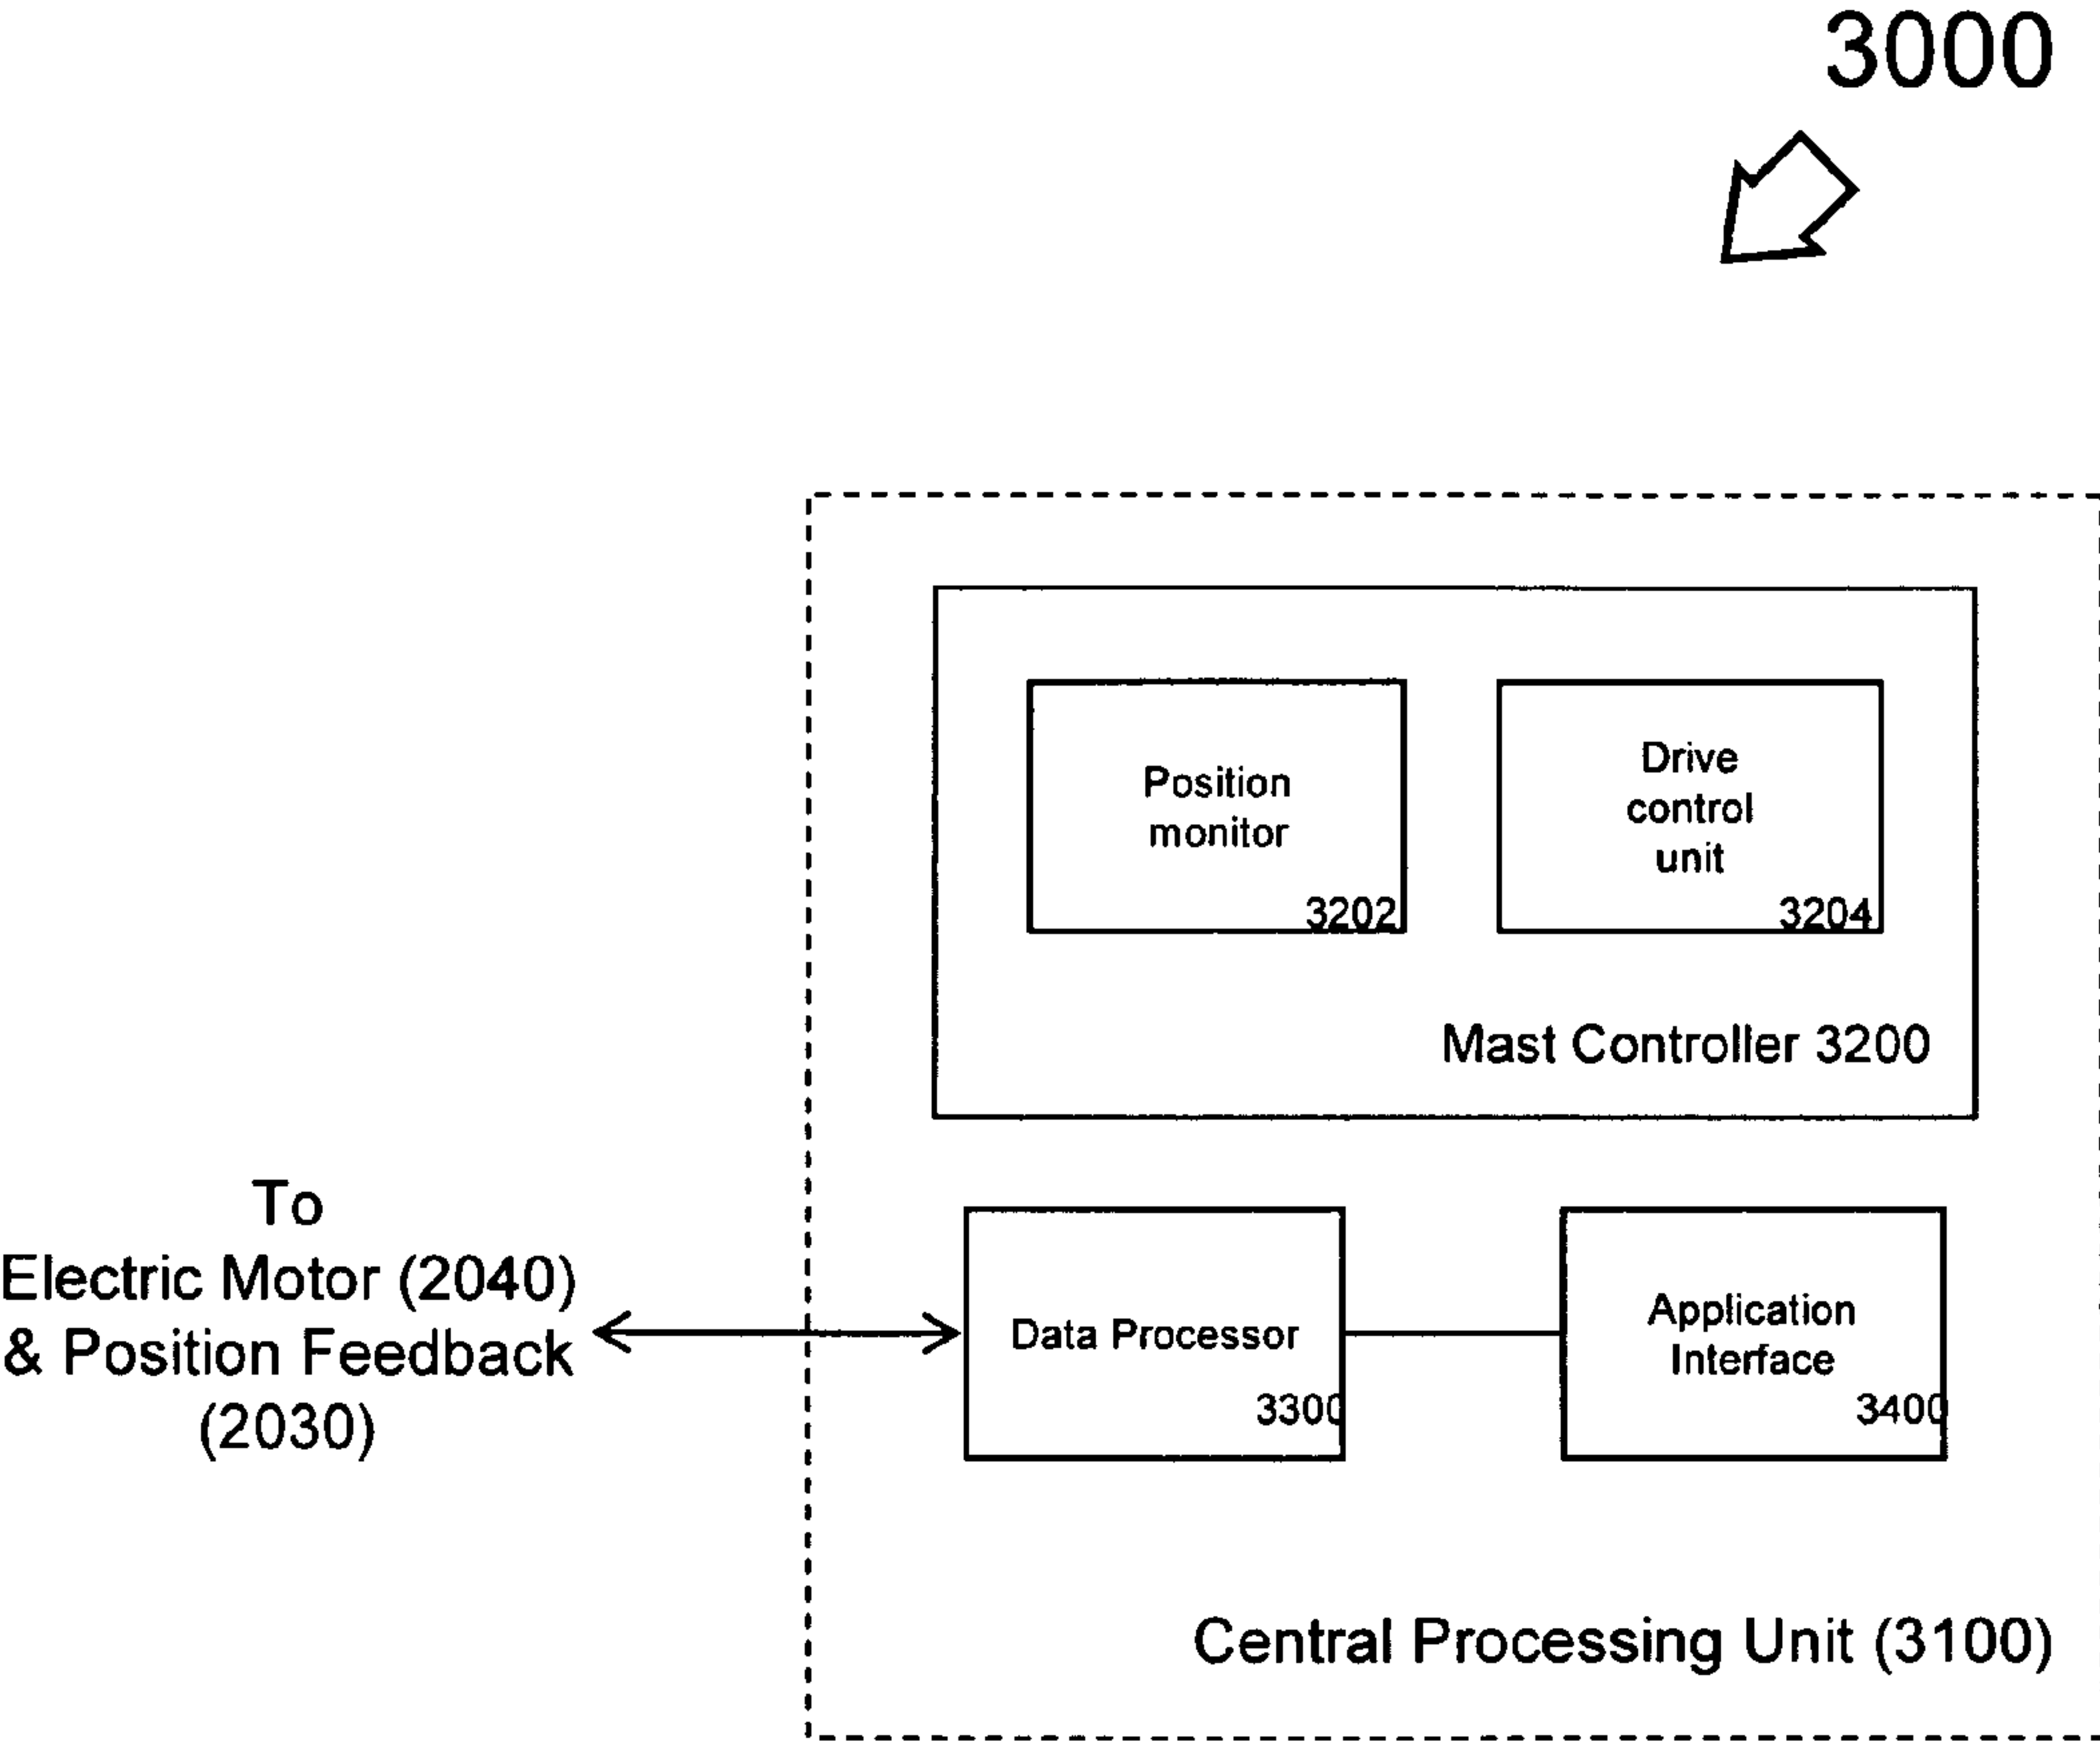 3000
Position
monitor
3202
Drive
control
unit
3204
Mast Controller 3200
To
Electric Motor (2040)
& Position Feedback
(2030)
Data Processor
3300
Application
Interface
3400
Central Processing Unit (3100)